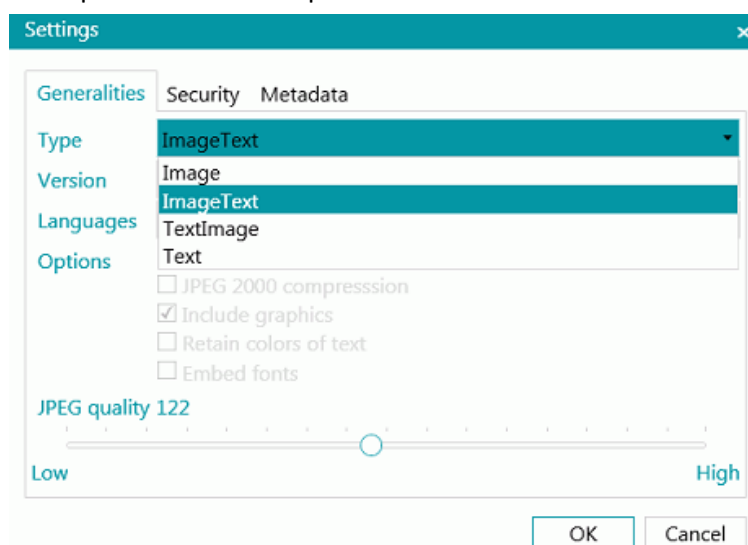 Settings
Generalities Security Metadata
Type ImageText
Image
Version
ImageText
Languages
TextImage
Options
Text
JPEG 2000 compresssion
Include graphics
Retain colors of text
Embed fonts
JPEG quality 122
Low High
OK Cancel